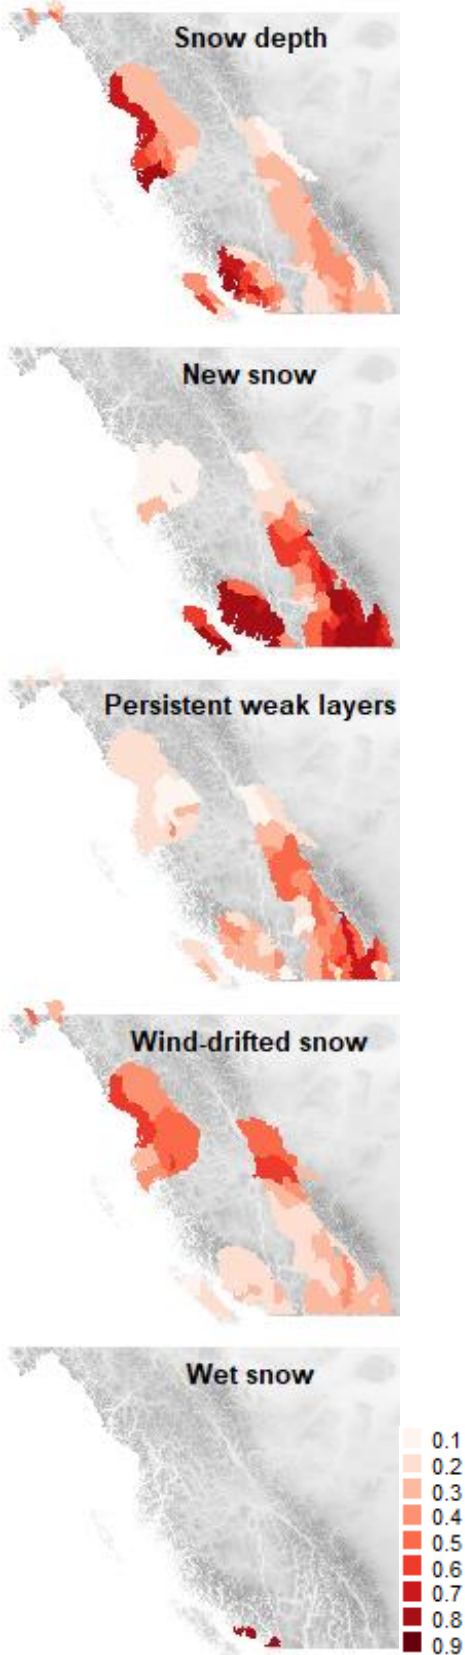 Snow depth
New snow
Persistent weak layers
Wind-drifted snow
Wet snow
0.1
0.2
0.3
0.4
0.5
0.6
0.7
0.8
0.9